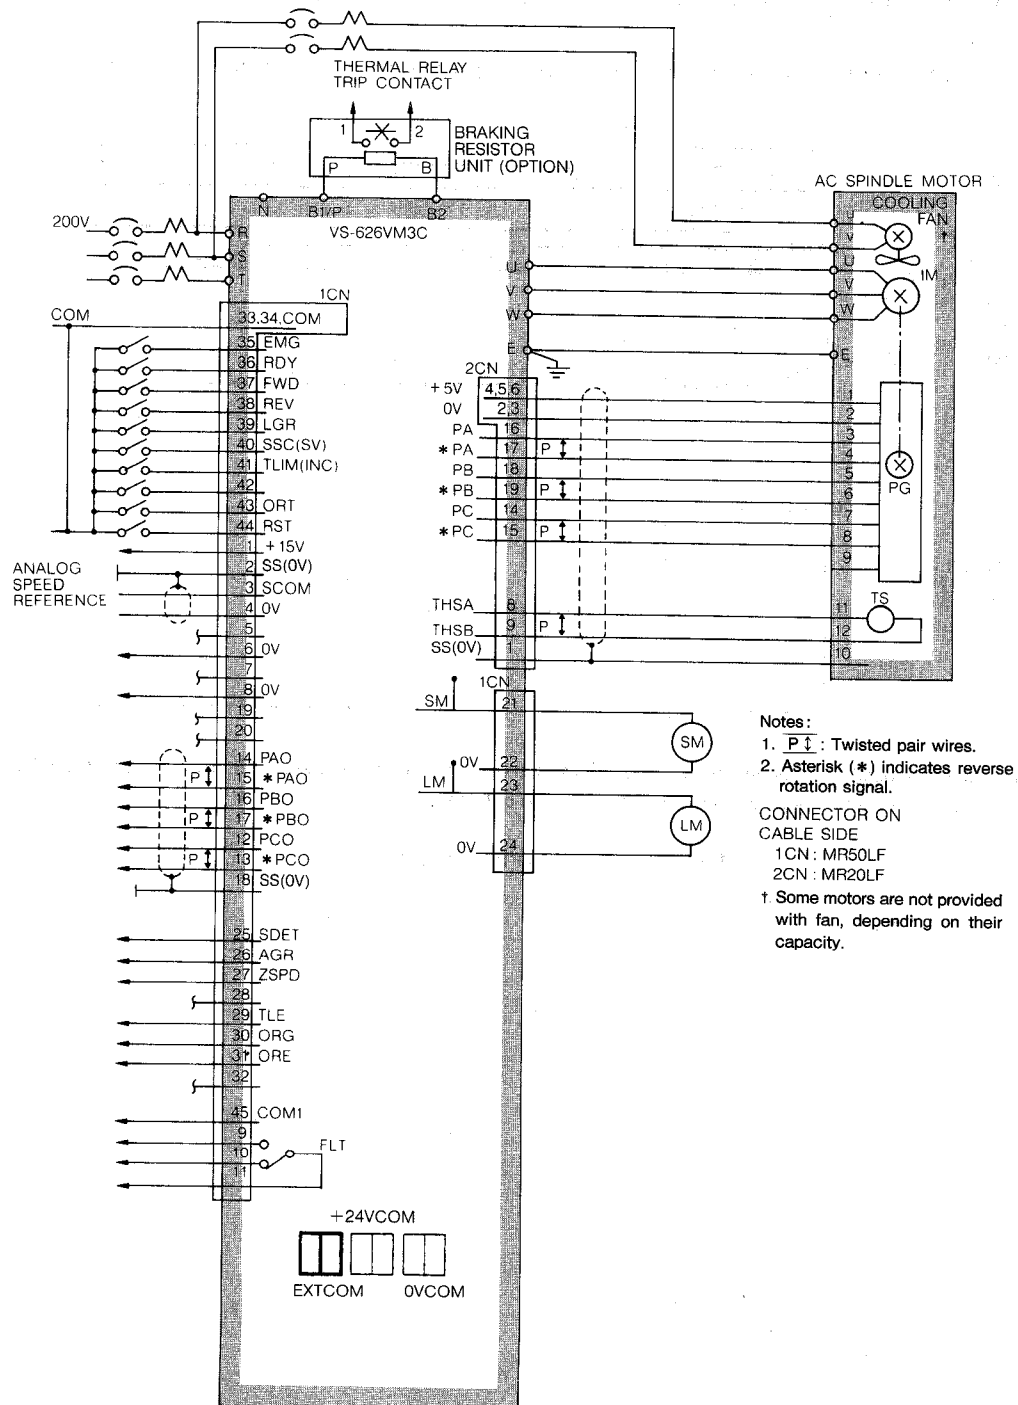 THERMAL RELAY
TRIP CONTACT
1 2
P B
BRAKING
RESISTOR
UNIT (OPTION)
N B1/P B2
VS-626VM3C
200V
R
S
T
AC SPINDLE MOTOR
COOLING
FAN
†
U
V
U
V
W
E
IM
U
V
W
E
1CN
COM
33,34,COM
35 EMG
36 RDY
37 FWD
38 REV
39 LGR
40 SSC(SV)
41 TLIM(INC)
42
43 ORT
44 RST
1 +15V
2 SS(0V)
3 SCOM
4 0V
5
6 0V
7
8 0V
19
20
ANALOG
SPEED
REFERENCE
14 PAO
P 15 *PAO
16 PBO
P 17 *PBO
12 PCO
P 13 *PCO
18 SS(0V)
25 SDET
26 AGR
27 ZSPD
28
29 TLE
30 ORG
31 ORE
32
45 COM1
9
10
11
FLT
2CN
+5V 4,5,6 1
0V 2,3 2
PA 16 3
*PA 17 P 4
PB 18 5
*PB 19 P 6
PC 14 7
*PC 15 P 8
9
PG
THSA 8 11
THSB 9 P 12
SS(0V) 1 10
TS
1CN
SM 21
SM
0V 22
LM 23
LM
0V 24
Notes:
1. P ↕ : Twisted pair wires.
2. Asterisk (*) indicates reverse
rotation signal.
CONNECTOR ON
CABLE SIDE
1CN : MR50LF
2CN : MR20LF
† Some motors are not provided
with fan, depending on their
capacity.
+24VCOM
EXTCOM 0VCOM